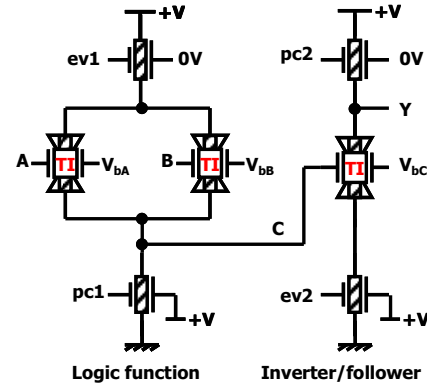 +V
+V
ev1
0V
pc2
0V
Y
A
TI
V_bA
B
TI
V_bB
TI
V_bC
C
pc1
+V
ev2
+V
Logic function
Inverter/follower